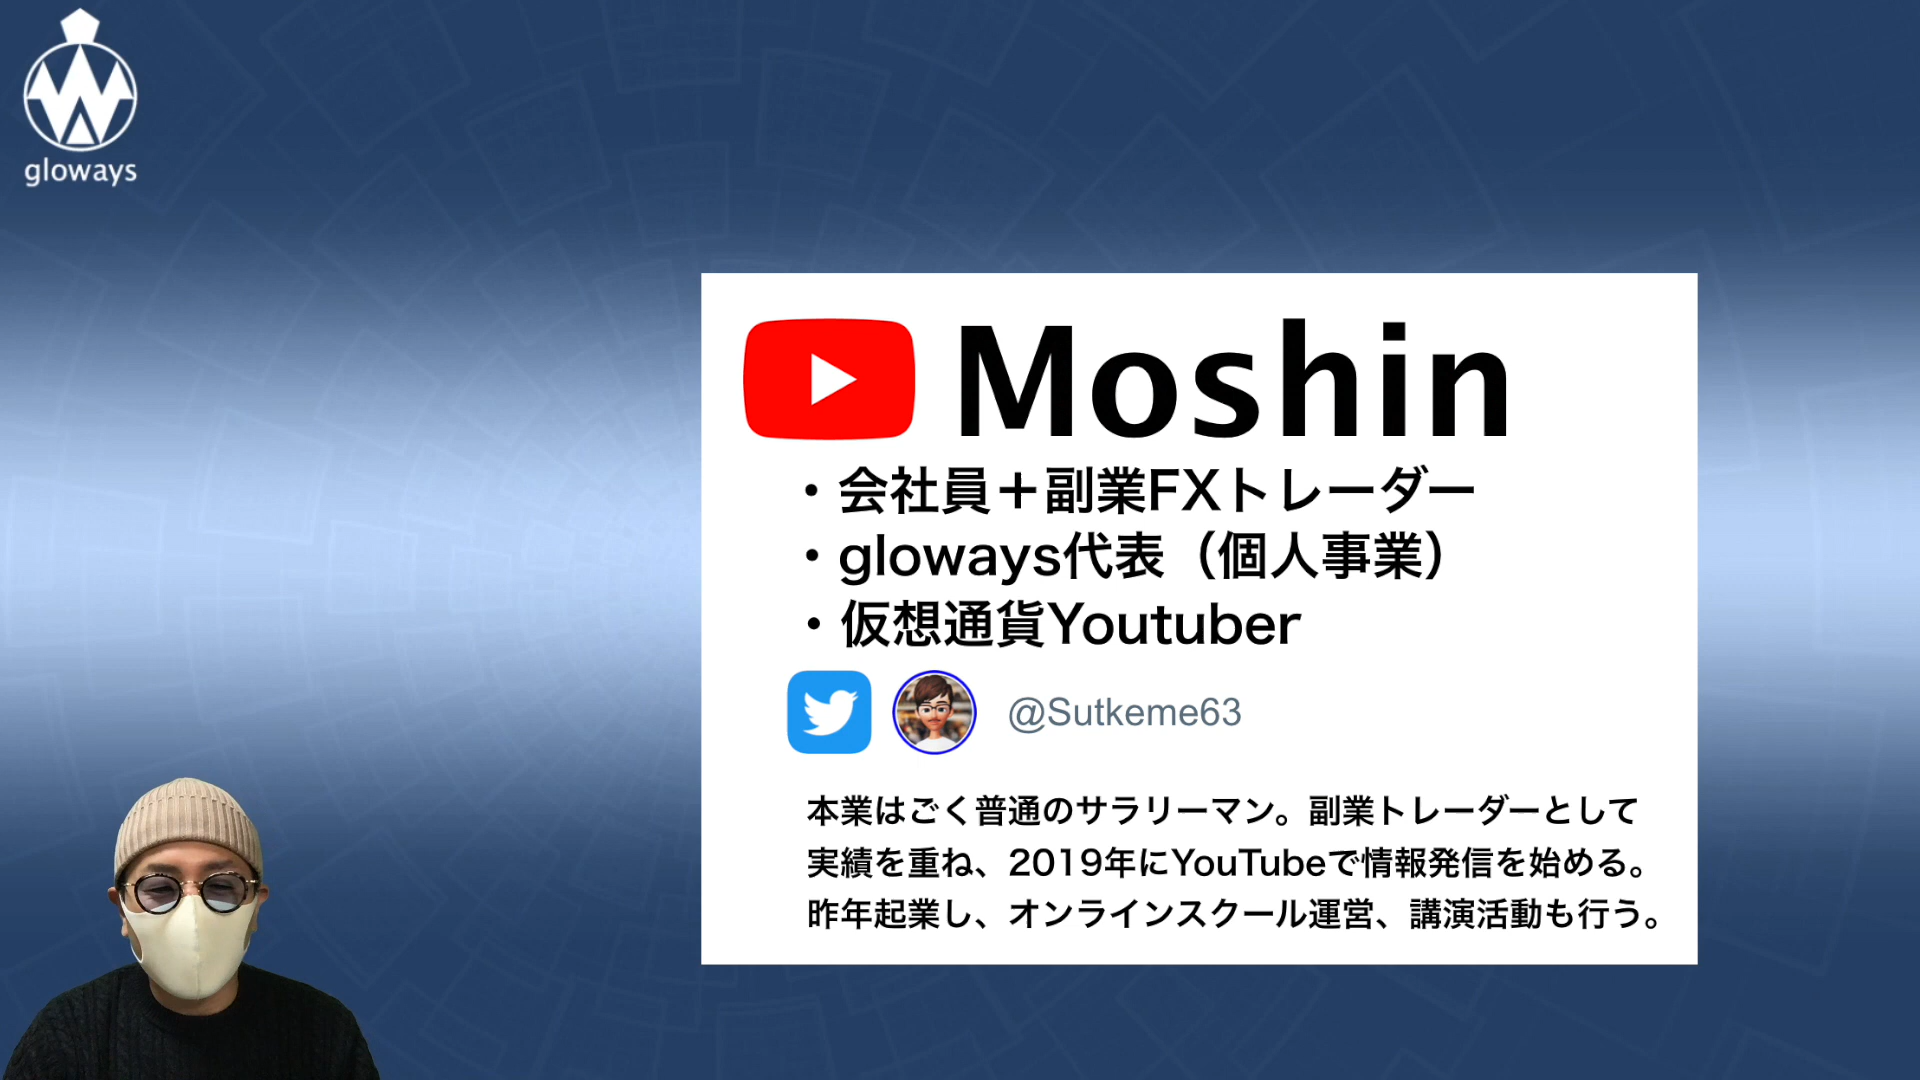 gloways
Moshin
・会社員＋副業FXトレーダー
・gloways代表（個人事業）
・仮想通貨Youtuber
@Sutkeme63
本業はごく普通のサラリーマン。副業トレーダーとして
実績を重ね、2019年にYouTubeで情報発信を始める。
昨年起業し、オンラインスクール運営、講演活動も行う。